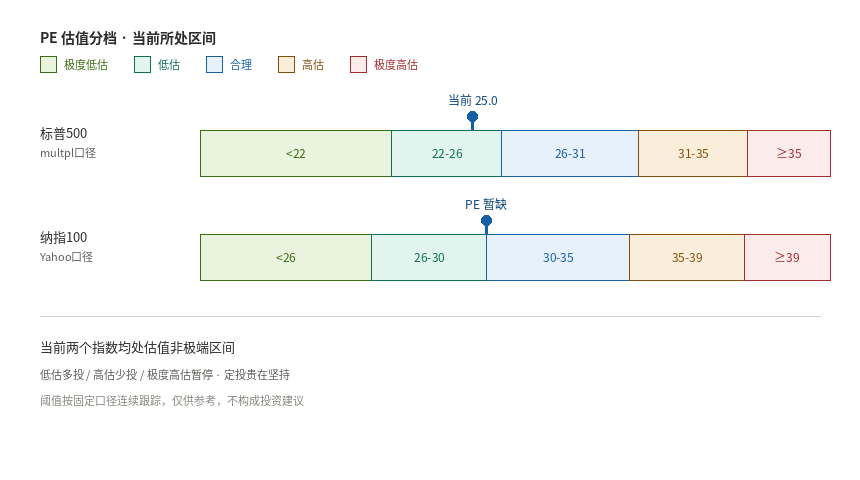 PE 估值分档 · 当前所处区间
极度低估 低估 合理 高估 极度高估
当前 25.0
标普500
multpl口径
<22 22-26 26-31 31-35 ≥35
PE 暂缺
纳指100
Yahoo口径
<26 26-30 30-35 35-39 ≥39
当前两个指数均处估值非极端区间
低估多投 / 高估少投 / 极度高估暂停 · 定投贵在坚持
阈值按固定口径连续跟踪，仅供参考，不构成投资建议